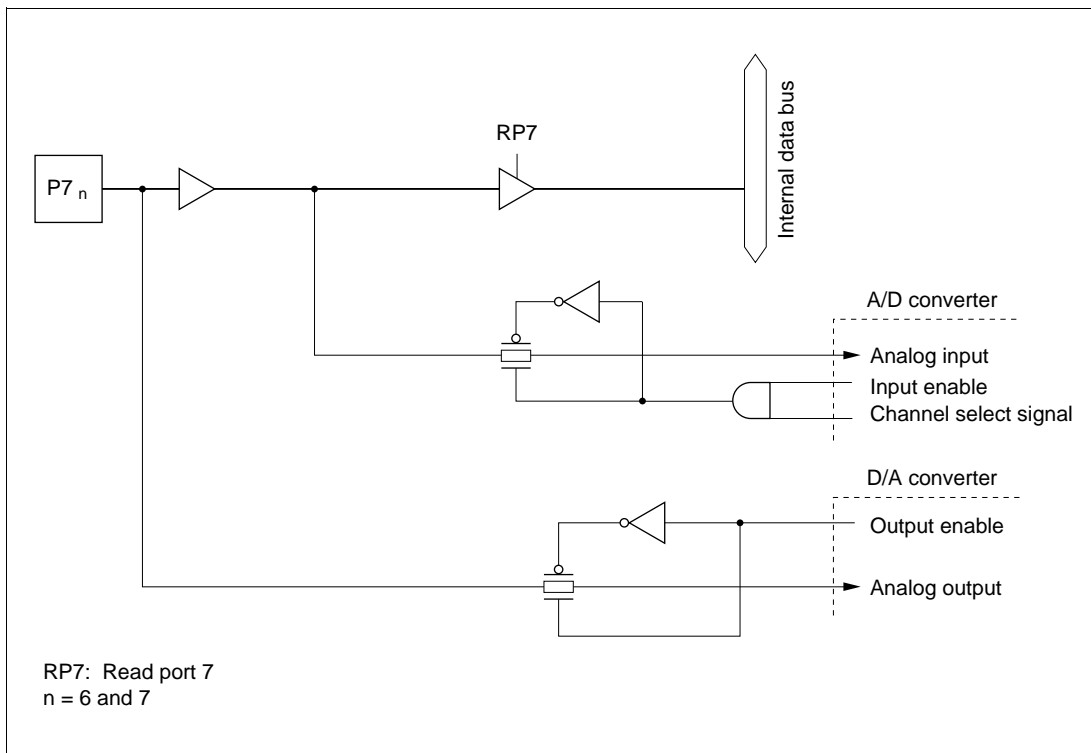 RP7
P7 n
Internal data bus
A/D converter
Analog input
Input enable
Channel select signal
D/A converter
Output enable
Analog output
RP7: Read port 7
n = 6 and 7